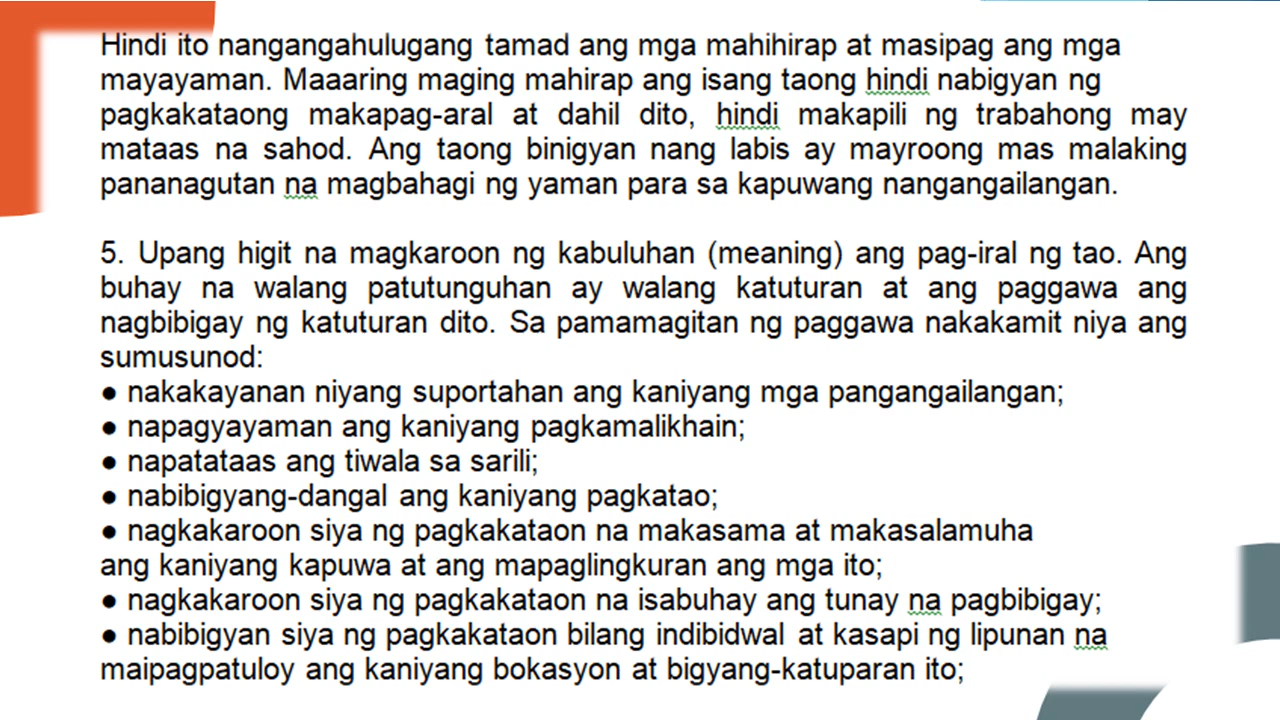 Hindi ito nangangahulugang tamad ang mga mahihirap at masipag ang mga
mayayaman. Maaaring maging mahirap ang isang taong hindi nabigyan ng
pagkakataong makapag-aral at dahil dito, hindi makapili ng trabahong may
mataas na sahod. Ang taong binigyan nang labis ay mayroong mas malaking
pananagutan na magbahagi ng yaman para sa kapuwang nangangailangan.
5. Upang higit na magkaroon ng kabuluhan (meaning) ang pag-iral ng tao. Ang
buhay na walang patutunguhan ay walang katuturan at ang paggawa ang
nagbibigay ng katuturan dito. Sa pamamagitan ng paggawa nakakamit niya ang
sumusunod:
● nakakayanan niyang suportahan ang kaniyang mga pangangailangan;
● napagyayaman ang kaniyang pagkamalikhain;
● napatataas ang tiwala sa sarili;
● nabibigyang-dangal ang kaniyang pagkatao;
● nagkakaroon siya ng pagkakataon na makasama at makasalamuha
ang kaniyang kapuwa at ang mapaglingkuran ang mga ito;
● nagkakaroon siya ng pagkakataon na isabuhay ang tunay na pagbibigay;
● nabibigyan siya ng pagkakataon bilang indibidwal at kasapi ng lipunan na
maipagpatuloy ang kaniyang bokasyon at bigyang-katuparan ito;